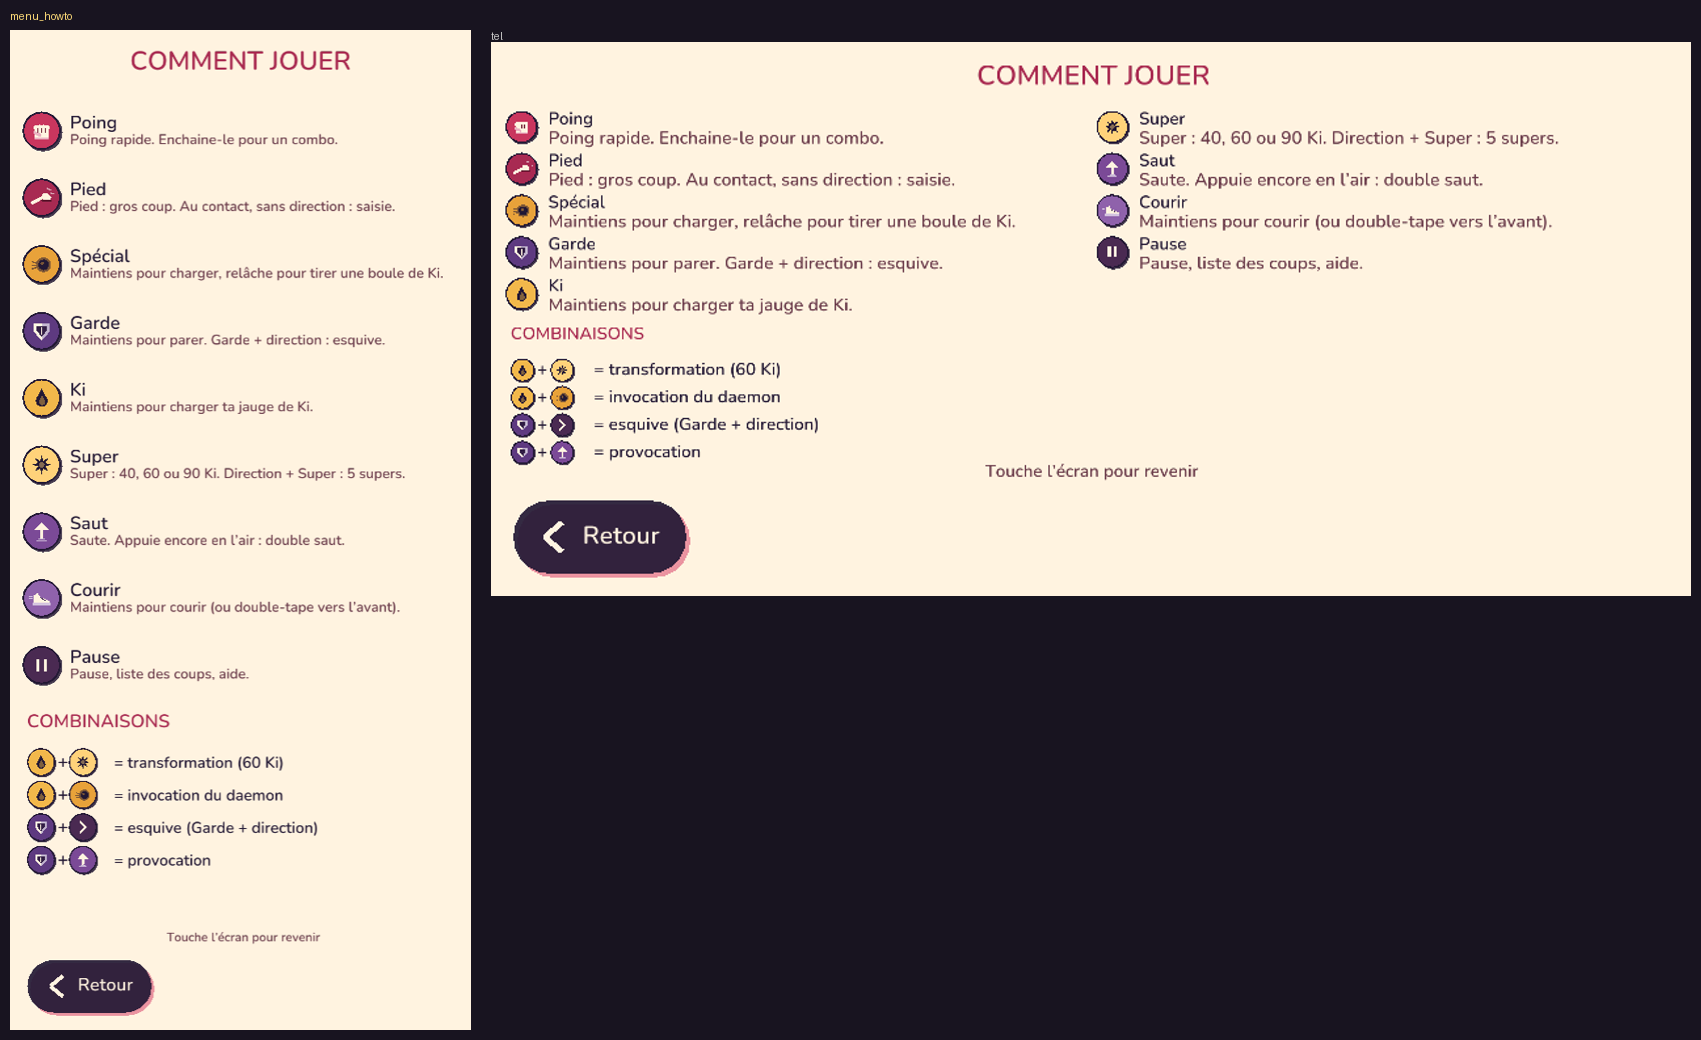 menu_howto
COMMENT JOUER
Poing
Poing rapide. Enchaine-le pour un combo.
Pied
Pied : gros coup. Au contact, sans direction : saisie.
Spécial
Maintiens pour charger, relâche pour tirer une boule de Ki.
Garde
Maintiens pour parer. Garde + direction : esquive.
Ki
Maintiens pour charger ta jauge de Ki.
Super
Super : 40, 60 ou 90 Ki. Direction + Super : 5 supers.
Saut
Saute. Appuie encore en l'air : double saut.
Courir
Maintiens pour courir (ou double-tape vers l'avant).
Pause
Pause, liste des coups, aide.
COMBINAISONS
+ = transformation (60 Ki)
+ = invocation du daemon
+ = esquive (Garde + direction)
+ = provocation
Touche l'écran pour revenir
Retour
tel
COMMENT JOUER
Poing
Poing rapide. Enchaine-le pour un combo.
Pied
Pied : gros coup. Au contact, sans direction : saisie.
Spécial
Maintiens pour charger, relâche pour tirer une boule de Ki.
Garde
Maintiens pour parer. Garde + direction : esquive.
Ki
Maintiens pour charger ta jauge de Ki.
Super
Super : 40, 60 ou 90 Ki. Direction + Super : 5 supers.
Saut
Saute. Appuie encore en l'air : double saut.
Courir
Maintiens pour courir (ou double-tape vers l'avant).
Pause
Pause, liste des coups, aide.
COMBINAISONS
+ = transformation (60 Ki)
+ = invocation du daemon
+ = esquive (Garde + direction)
+ = provocation
Touche l'écran pour revenir
Retour